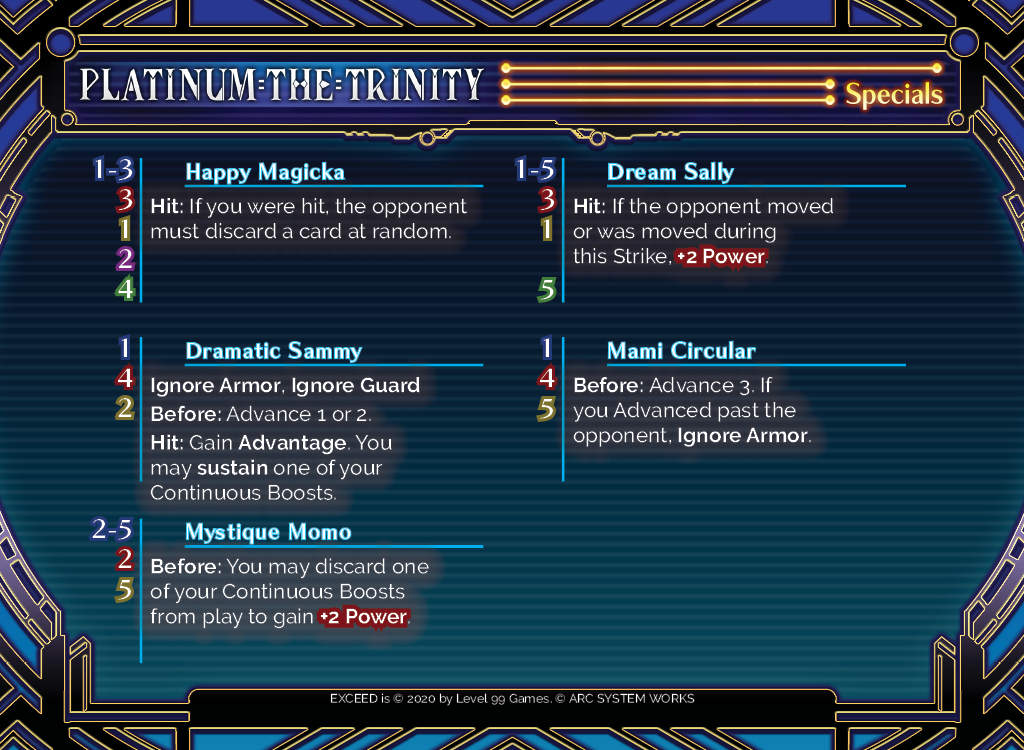 PLATINUM=THE=TRINITY
Specials
1-3
Happy Magicka
3
Hit: If you were hit, the opponent
1
must discard a card at random.
2
4
1-5
Dream Sally
3
Hit: If the opponent moved
1
or was moved during
this Strike, +2 Power.
5
1
Dramatic Sammy
4
Ignore Armor, Ignore Guard
2
Before: Advance 1 or 2.
Hit: Gain Advantage. You
may sustain one of your
Continuous Boosts.
1
Mami Circular
4
Before: Advance 3. If
5
you Advanced past the
opponent, Ignore Armor.
2-5
Mystique Momo
2
Before: You may discard one
5
of your Continuous Boosts
from play to gain +2 Power.
EXCEED is © 2020 by Level 99 Games. © ARC SYSTEM WORKS